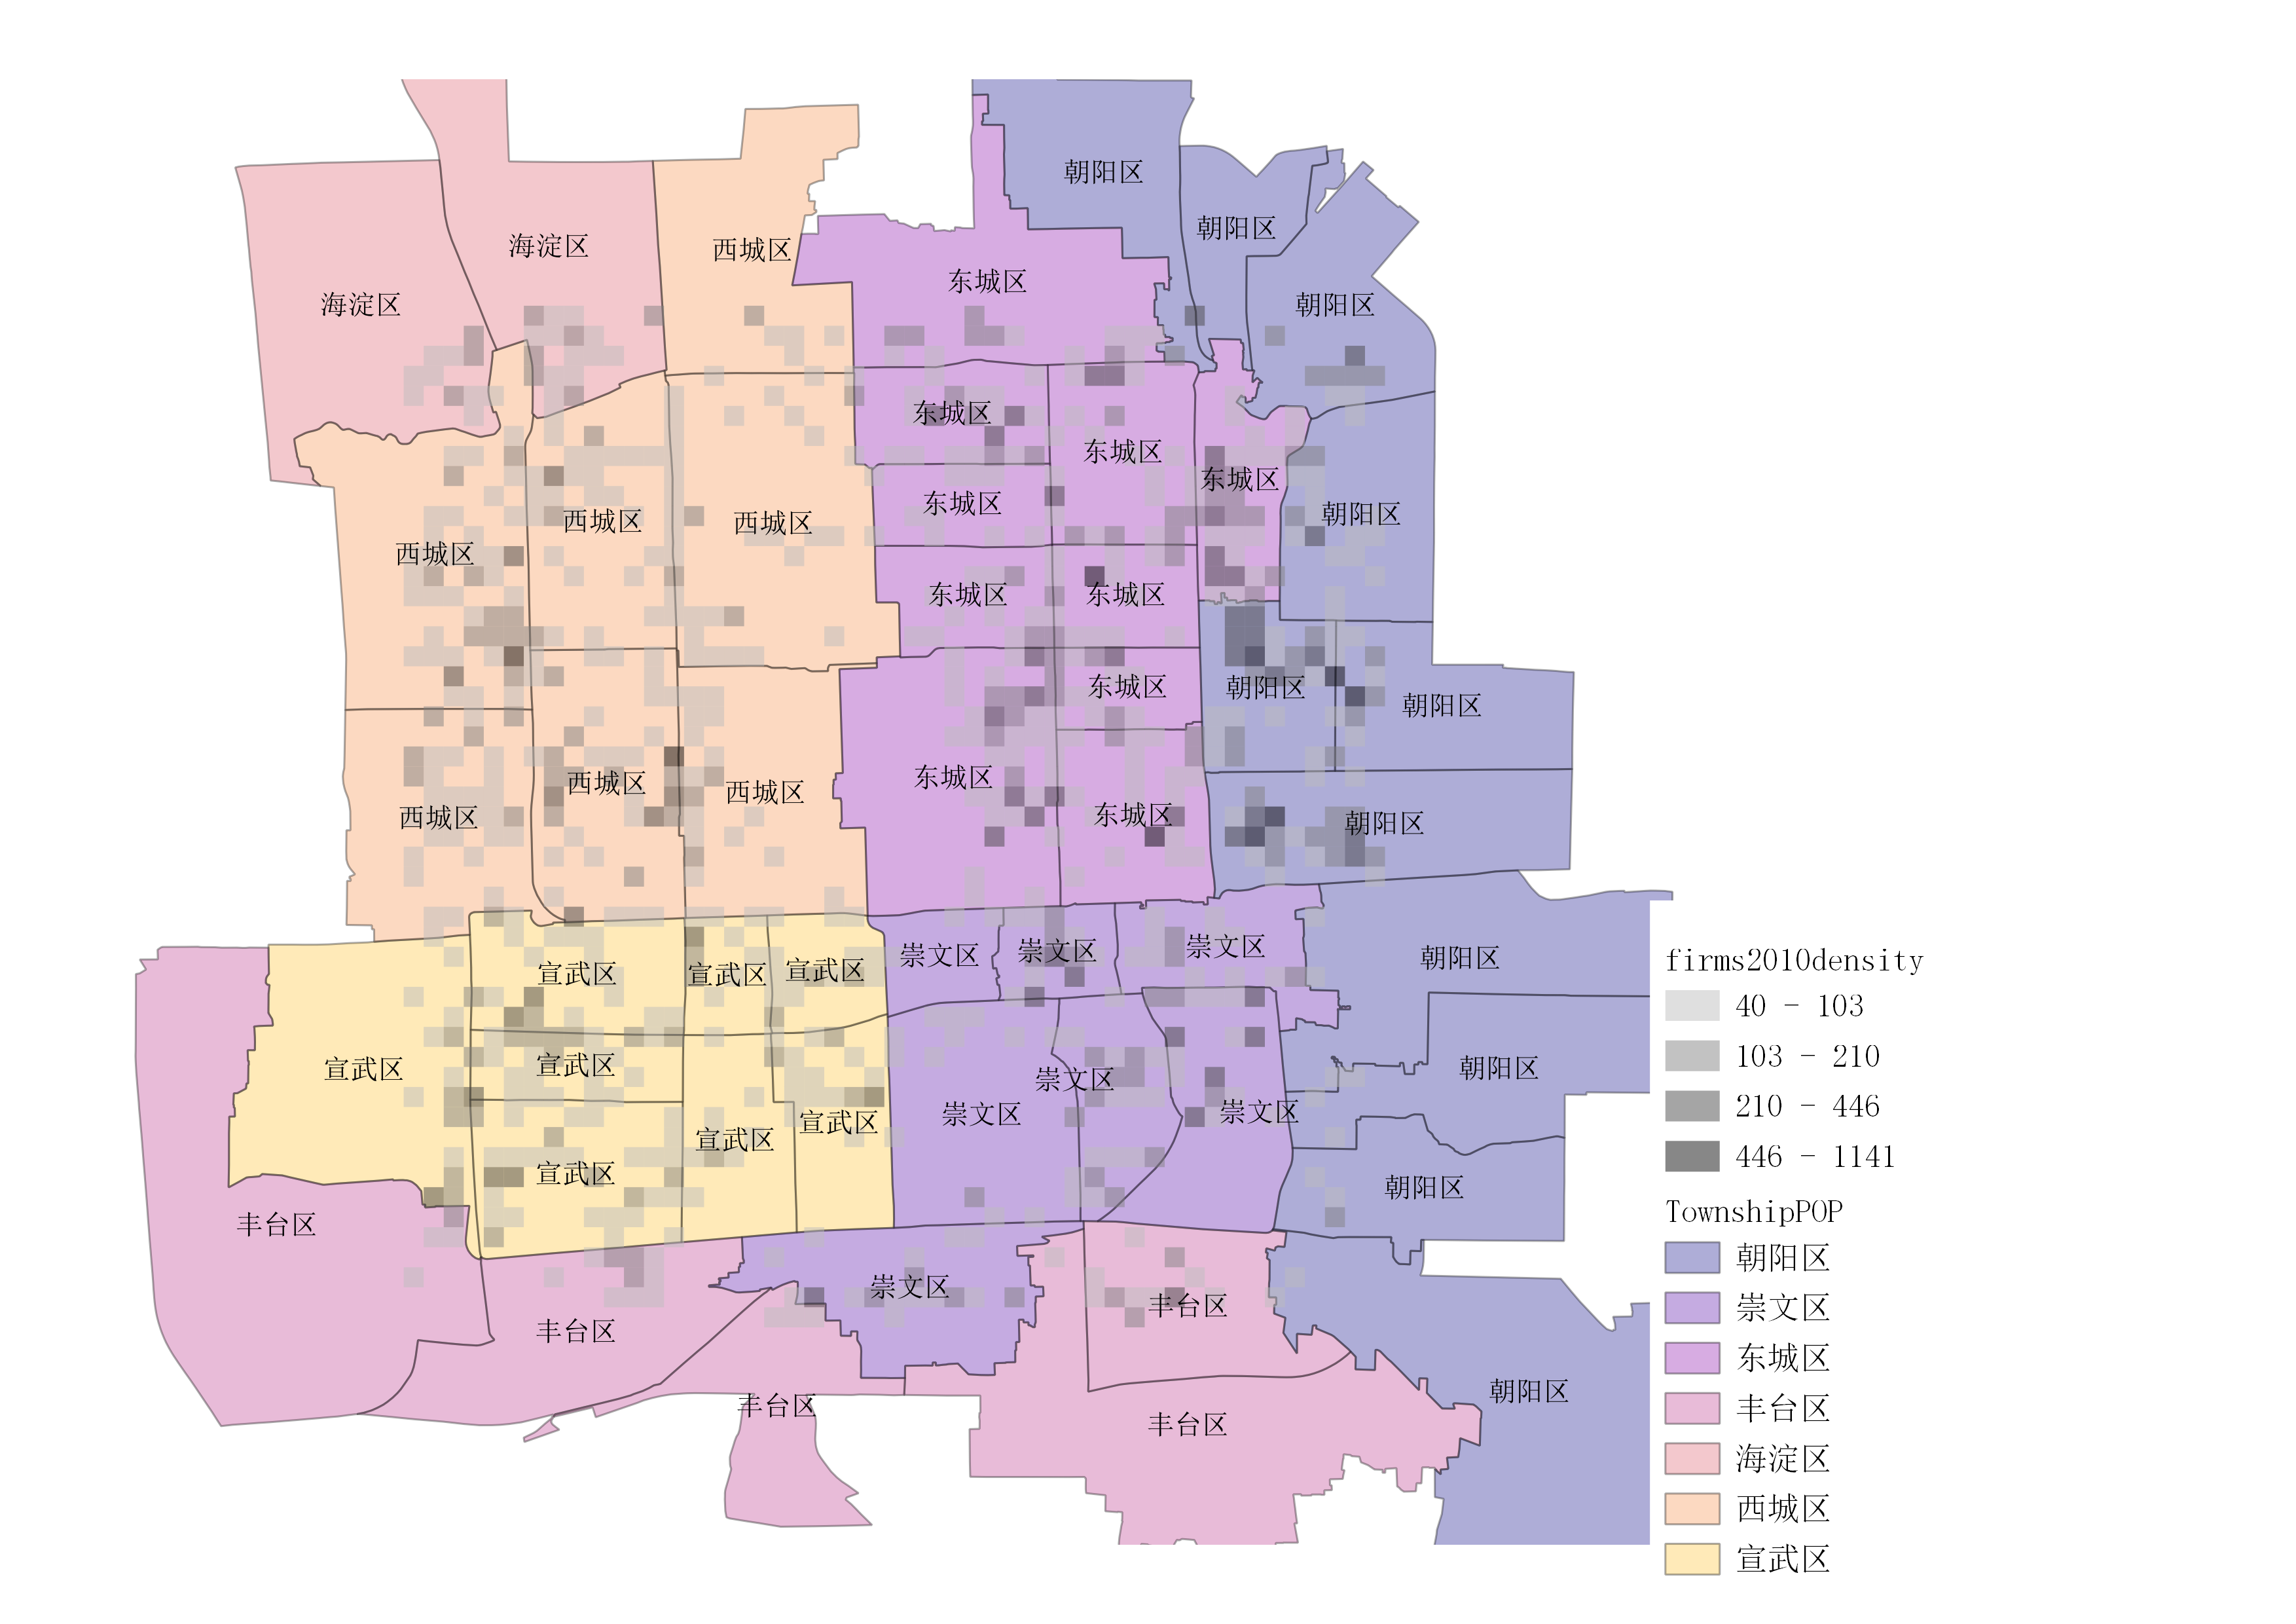 朝阳区
朝阳区
海淀区
西城区
东城区
海淀区
朝阳区
东城区
东城区
东城区
东城区
朝阳区
西城区
西城区
西城区
东城区
东城区
东城区
朝阳区
朝阳区
东城区
西城区
西城区
东城区
西城区
朝阳区
崇文区
崇文区
崇文区
朝阳区
宣武区
宣武区
宣武区
宣武区
宣武区
崇文区
朝阳区
崇文区
崇文区
宣武区
宣武区
宣武区
朝阳区
丰台区
崇文区
丰台区
丰台区
丰台区
丰台区
朝阳区
firms2010density
40 - 103
103 - 210
210 - 446
446 - 1141
TownshipPOP
朝阳区
崇文区
东城区
丰台区
海淀区
西城区
宣武区